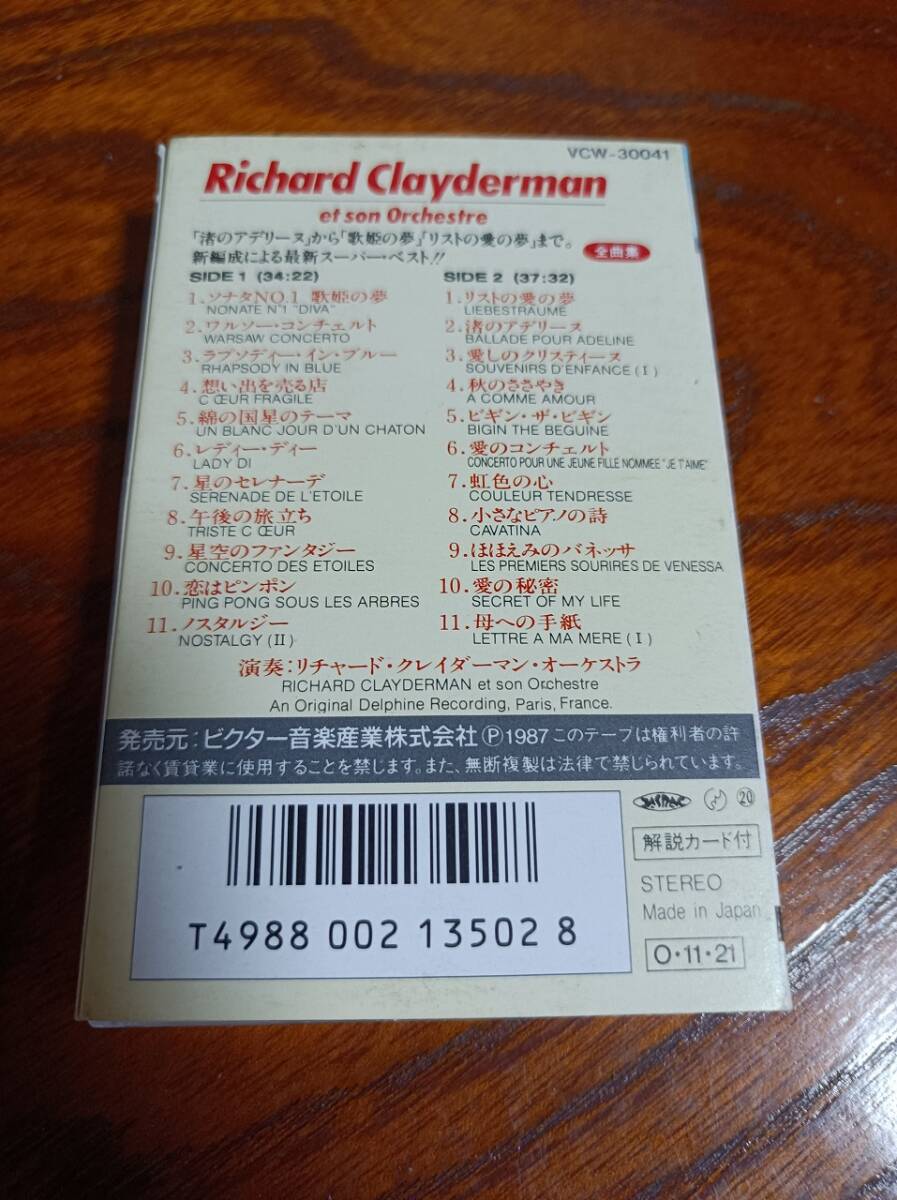 VCW-30041
Richard Clayderman
et son Orchestre
「渚のアデリーヌ」から「歌姫の夢」「リストの愛の夢」まで。
新編成による最新スーパー・ベスト!!
全曲集
SIDE 1 (34:22)
1.ソナタNO.1 歌姫の夢
NONATE N°1 "DIVA"
2.ワルソー・コンチェルト
WARSAW CONCERTO
3.ラプソディー・イン・ブルー
RHAPSODY IN BLUE
4.想い出を売る店
C ŒUR FRAGILE
5.綿の国星のテーマ
UN BLANC JOUR D'UN CHATON
6.レディー・ディー
LADY DI
7.星のセレナーデ
SERENADE DE L'ETOILE
8.午後の旅立ち
TRISTE C ŒUR
9.星空のファンタジー
CONCERTO DES ETOILES
10.恋はピンポン
PING PONG SOUS LES ARBRES
11.ノスタルジー
NOSTALGY (II)
SIDE 2 (37:32)
1.リストの愛の夢
LIEBESTRAUME
2.渚のアデリーヌ
BALLADE POUR ADELINE
3.愛しのクリスティーヌ
SOUVENIRS D'ENFANCE (I)
4.秋のささやき
A COMME AMOUR
5.ビギン・ザ・ビギン
BIGIN THE BEGUINE
6.愛のコンチェルト
CONCERTO POUR UNE JEUNE FILLE NOMMEE "JE T'AIME"
7.虹色の心
COULEUR TENDRESSE
8.小さなピアノの詩
CAVATINA
9.ほほえみのバネッサ
LES PREMIERS SOURIRES DE VENESSA
10.愛の秘密
SECRET OF MY LIFE
11.母への手紙
LETTRE A MA MERE (I)
演奏:リチャード・クレイダーマン・オーケストラ
RICHARD CLAYDERMAN et son Orchestre
An Original Delphine Recording, Paris, France.
発売元:ビクター音楽産業株式会社Ⓟ1987 このテープは権利者の許
諾なく賃貸業に使用することを禁じます。また、無断複製は法律で禁じられています。
JASRAC ⑳
解説カード付
STEREO
Made in Japan
O・11・21
T4988 002 13502 8